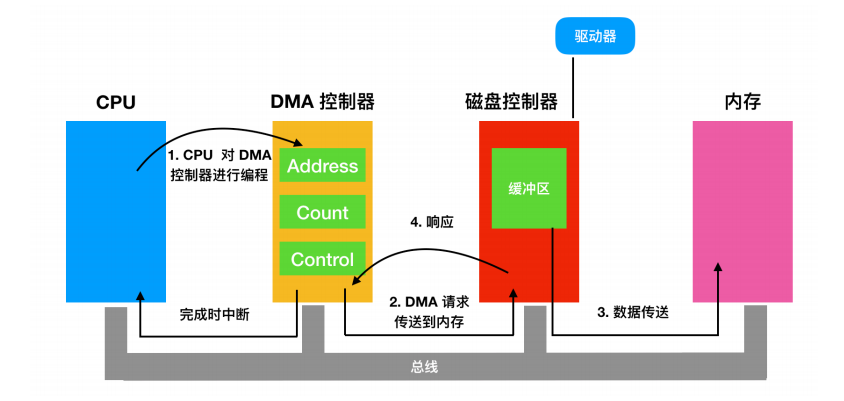 驱动器
CPU
DMA 控制器
磁盘控制器
内存
1. CPU 对 DMA
控制器进行编程
Address
Count
Control
缓冲区
4. 响应
2. DMA 请求
传送到内存
3. 数据传送
完成时中断
总线